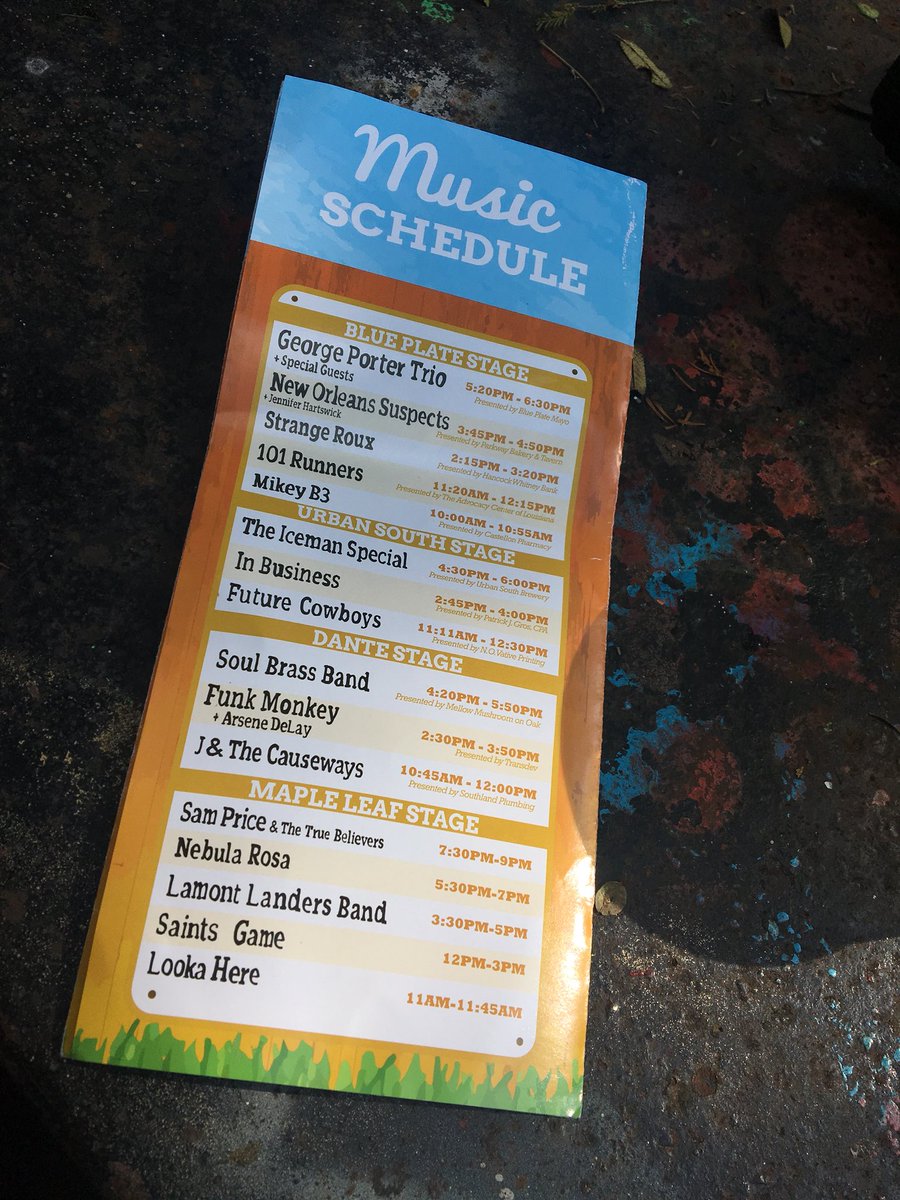 Music
SCHEDULE
BLUE PLATE STAGE
George Porter Trio
+ Special Guests
5:20PM - 6:30PM
Presented by Blue Plate Mayo
New Orleans Suspects
+ Jennifer Hartswick
3:45PM - 4:50PM
Presented by Parkway Bakery & Tavern
Strange Roux
2:15PM - 3:20PM
Presented by Hancock Whitney Bank
101 Runners
11:20AM - 12:15PM
Presented by The Advocacy Center of Louisiana
Mikey B3
10:00AM - 10:55AM
Presented by Castellon Pharmacy
URBAN SOUTH STAGE
The Iceman Special
4:30PM - 6:00PM
Presented by Urban South Brewery
In Business
2:45PM - 4:00PM
Presented by Patrick J. Gros, CPA
Future Cowboys
11:11AM - 12:30PM
Presented by N.O.Vative Printing
DANTE STAGE
Soul Brass Band
4:20PM - 5:50PM
Presented by Mellow Mushroom on Oak
Funk Monkey
+ Arsene DeLay
2:30PM - 3:50PM
Presented by Transdev
J & The Causeways
10:45AM - 12:00PM
Presented by Southland Plumbing
MAPLE LEAF STAGE
Sam Price & The True Believers
7:30PM-9PM
Nebula Rosa
5:30PM-7PM
Lamont Landers Band
3:30PM-5PM
Saints Game
12PM-3PM
Looka Here
11AM-11:45AM